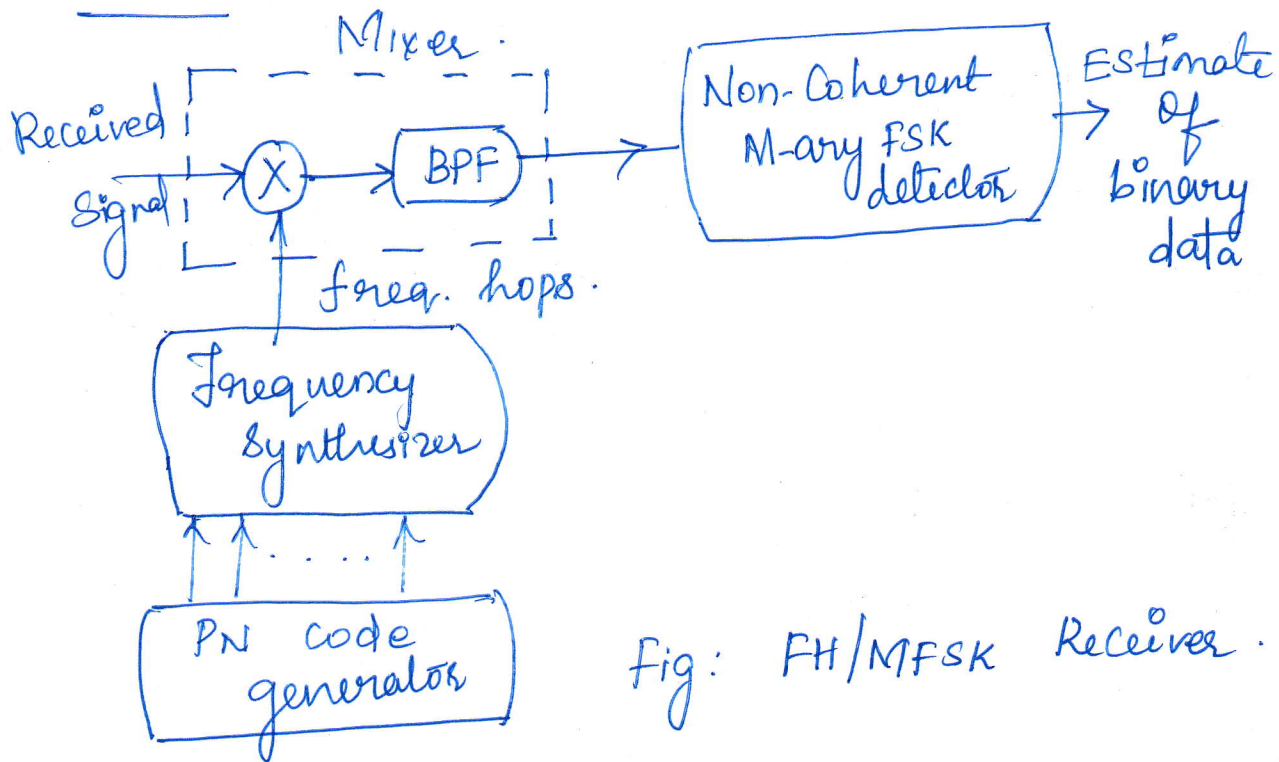 Mixer.
Received
Signal
X
BPF
Non-Coherent
M-ary FSK
detector
Estimate
of
binary
data
freq. hops.
Frequency
Synthesizer
.....
PN code
generator
Fig: FH/MFSK Receiver.